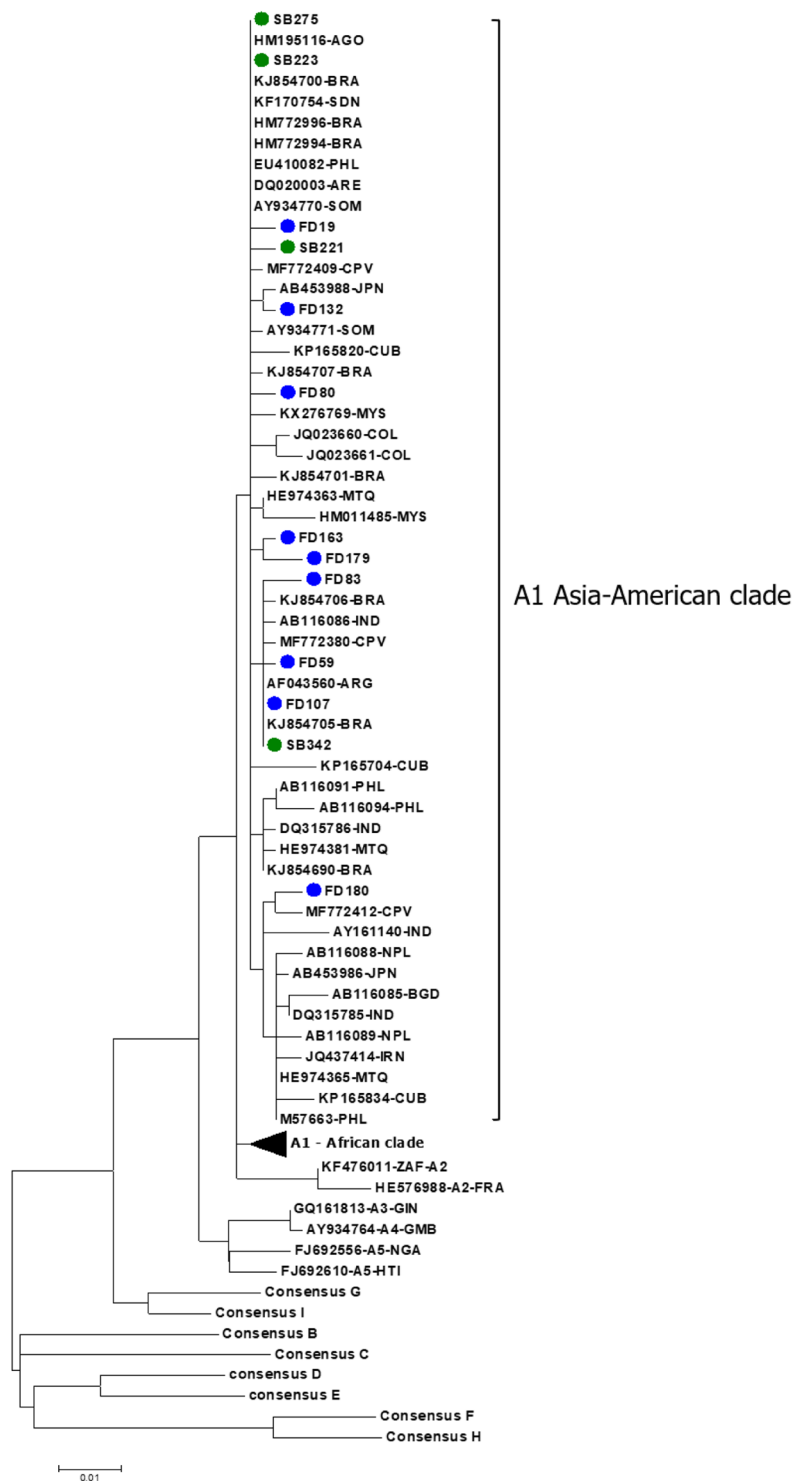 SB275
HM195116-AGO
SB223
KJ854700-BRA
KF170754-SDN
HM772996-BRA
HM772994-BRA
EU410082-PHL
DQ020003-ARE
AY934770-SOM
FD19
SB221
MF772409-CPV
AB453988-JPN
FD132
AY934771-SOM
KP165820-CUB
KJ854707-BRA
FD80
KX276769-MYS
JQ023660-COL
JQ023661-COL
KJ854701-BRA
HE974363-MTQ
HM011485-MYS
FD163
FD179
FD83
A1 Asia-American clade
KJ854706-BRA
AB116086-IND
MF772380-CPV
FD59
AF043560-ARG
FD107
KJ854705-BRA
SB342
KP165704-CUB
AB116091-PHL
AB116094-PHL
DQ315786-IND
HE974381-MTQ
KJ854690-BRA
FD180
MF772412-CPV
AY161140-IND
AB116088-NPL
AB453986-JPN
AB116085-BGD
DQ315785-IND
AB116089-NPL
JQ437414-IRN
HE974365-MTQ
KP165834-CUB
M57663-PHL
A1 - African clade
KF476011-ZAF-A2
HE576988-A2-FRA
GQ161813-A3-GIN
AY934764-A4-GMB
FJ692556-A5-NGA
FJ692610-A5-HTI
Consensus G
Consensus I
Consensus B
Consensus C
consensus D
consensus E
Consensus F
Consensus H
0.01